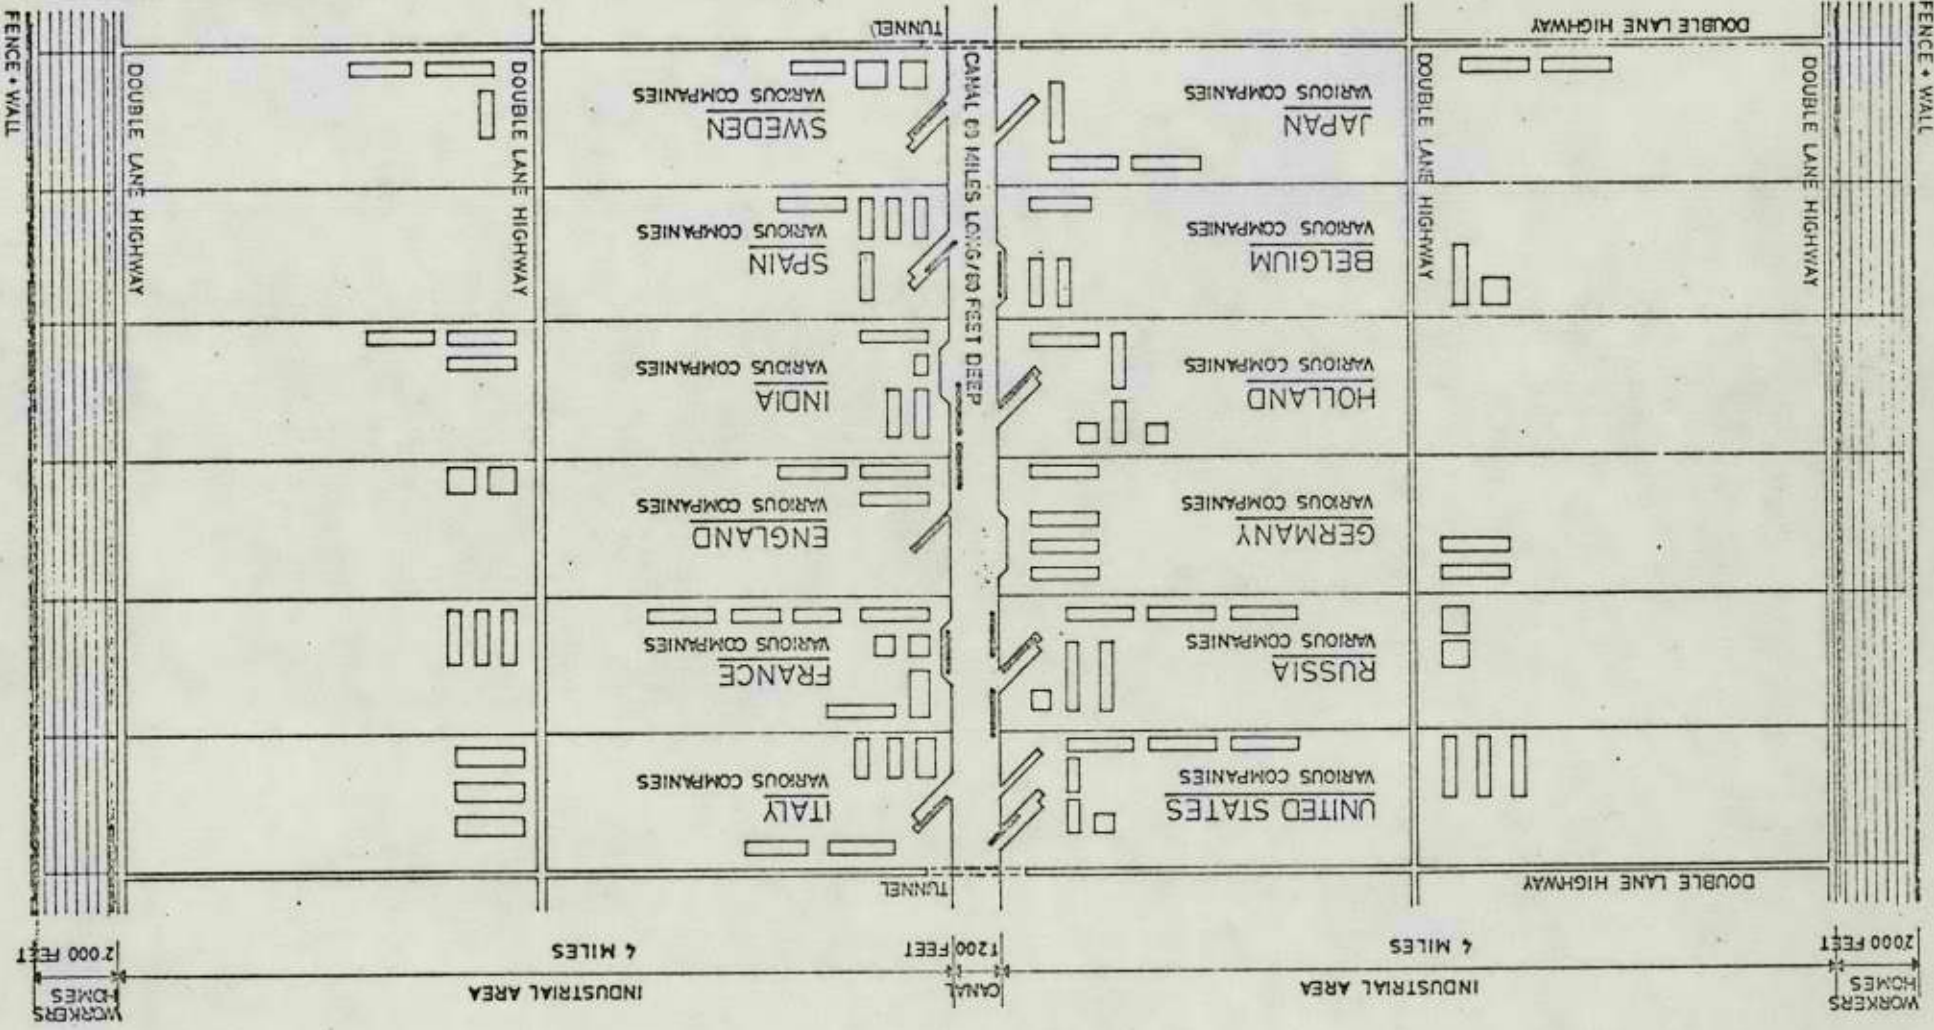 WORKERS HOMES
INDUSTRIAL AREA
CANAL
INDUSTRIAL AREA
WORKERS HOMES
2000 FEET
4 MILES
1200 FEET
4 MILES
2'000 FEET
DOUBLE LANE HIGHWAY
TUNNEL
UNITED STATES
VARIOUS COMPANIES
ITALY
VARIOUS COMPANIES
RUSSIA
VARIOUS COMPANIES
FRANCE
VARIOUS COMPANIES
GERMANY
VARIOUS COMPANIES
ENGLAND
VARIOUS COMPANIES
HOLLAND
VARIOUS COMPANIES
INDIA
VARIOUS COMPANIES
BELGIUM
VARIOUS COMPANIES
SPAIN
VARIOUS COMPANIES
JAPAN
VARIOUS COMPANIES
SWEDEN
VARIOUS COMPANIES
DOUBLE LANE HIGHWAY
DOUBLE LANE HIGHWAY
CANAL MILES LONG/ FEET DEEP
DOUBLE LANE HIGHWAY
DOUBLE LANE HIGHWAY
DOUBLE LANE HIGHWAY
TUNNEL)
FENCE + WALL
FENCE + WALL